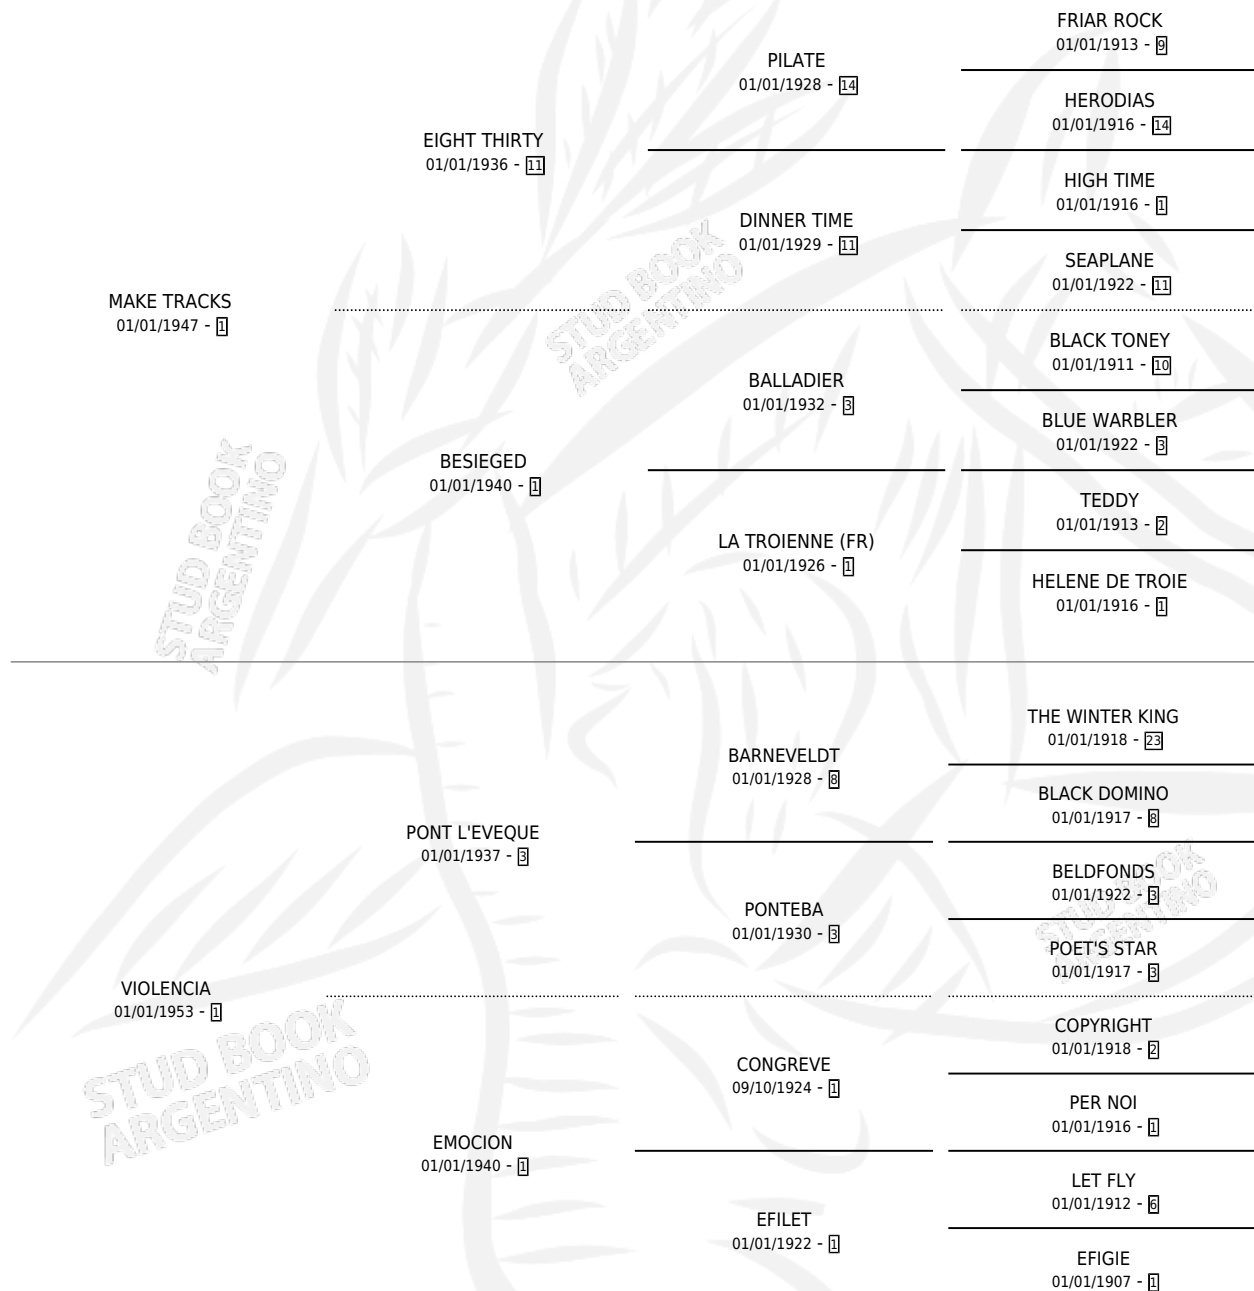 FRIAR ROCK
01/01/1913 - 9
PILATE
01/01/1928 - 14
HERODIAS
01/01/1916 - 14
EIGHT THIRTY
01/01/1936 - 11
HIGH TIME
01/01/1916 - 1
DINNER TIME
01/01/1929 - 11
SEAPLANE
01/01/1922 - 11
MAKE TRACKS
01/01/1947 - 1
BLACK TONEY
01/01/1911 - 10
BALLADIER
01/01/1932 - 3
BLUE WARBLER
01/01/1922 - 3
BESIEGED
01/01/1940 - 1
TEDDY
01/01/1913 - 2
LA TROIENNE (FR)
01/01/1926 - 1
HELENE DE TROIE
01/01/1916 - 1
THE WINTER KING
01/01/1918 - 23
BARNEVELDT
01/01/1928 - 8
BLACK DOMINO
01/01/1917 - 8
PONT L'EVEQUE
01/01/1937 - 3
BELDFONDS
01/01/1922 - 3
PONTEBA
01/01/1930 - 3
POET'S STAR
01/01/1917 - 3
VIOLENCIA
01/01/1953 - 1
COPYRIGHT
01/01/1918 - 2
CONGREVE
09/10/1924 - 1
PER NOI
01/01/1916 - 1
EMOCION
01/01/1940 - 1
LET FLY
01/01/1912 - 6
EFILET
01/01/1922 - 1
EFIGIE
01/01/1907 - 1
STUD BOOK
ARGENTINO
STUD BOOK
ARGENTINO
STUD BOOK
ARGENTINO
STUD BOOK
ARGENTINO